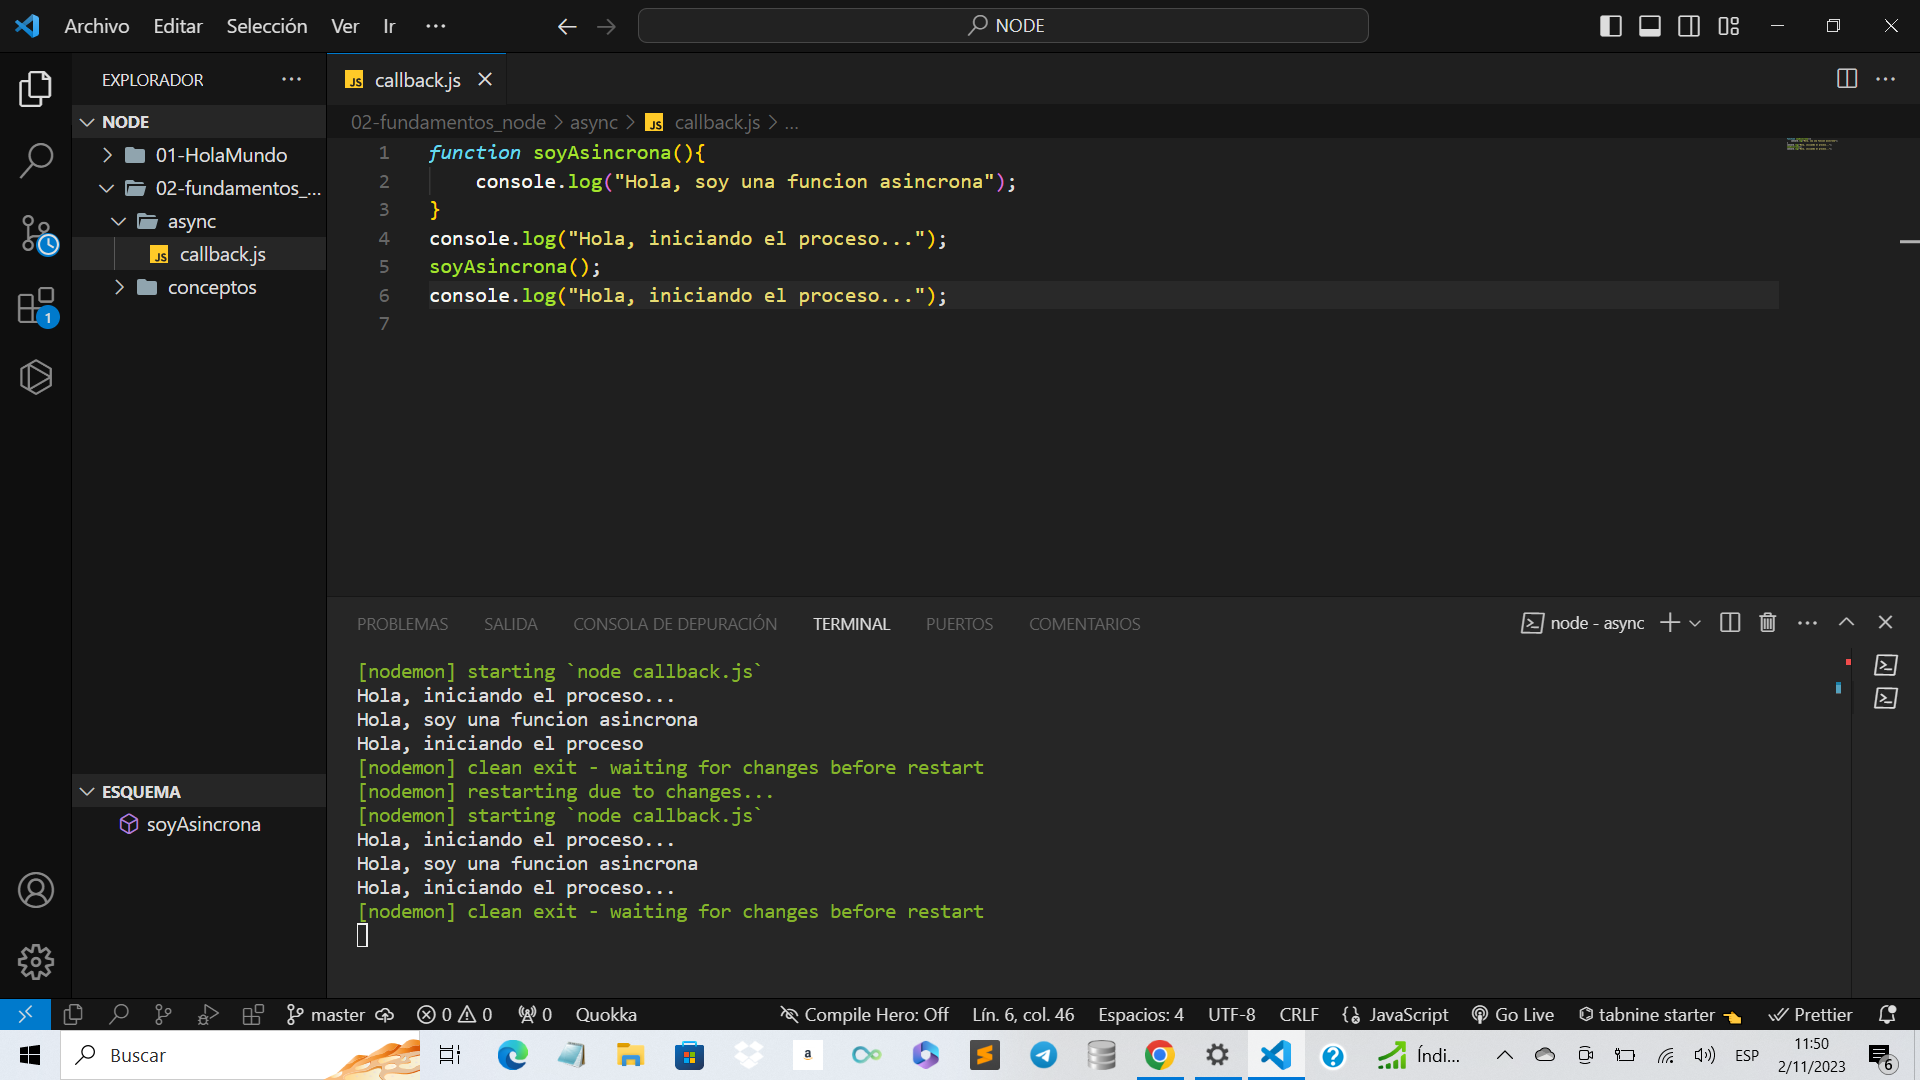 Archivo Editar Selección Ver Ir ···
NODE
EXPLORADOR
NODE
01-HolaMundo
02-fundamentos_...
async
callback.js
conceptos
ESQUEMA
soyAsincrona
callback.js
02-fundamentos_node > async > callback.js > ...
1 function soyAsincrona(){
2 console.log("Hola, soy una funcion asincrona");
3 }
4 console.log("Hola, iniciando el proceso...");
5 soyAsincrona();
6 console.log("Hola, iniciando el proceso...");
7
PROBLEMAS SALIDA CONSOLA DE DEPURACIÓN TERMINAL PUERTOS COMENTARIOS
node - async
[nodemon] starting `node callback.js`
Hola, iniciando el proceso...
Hola, soy una funcion asincrona
Hola, iniciando el proceso
[nodemon] clean exit - waiting for changes before restart
[nodemon] restarting due to changes...
[nodemon] starting `node callback.js`
Hola, iniciando el proceso...
Hola, soy una funcion asincrona
Hola, iniciando el proceso...
[nodemon] clean exit - waiting for changes before restart
master 0 0 0 Quokka Compile Hero: Off Lín. 6, col. 46 Espacios: 4 UTF-8 CRLF JavaScript Go Live tabnine starter Prettier
Buscar
Índi...
ESP
11:50
2/11/2023
6